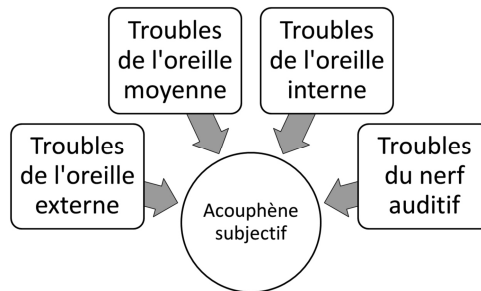 Troubles
de l'oreille
moyenne
Troubles
de l'oreille
interne
Troubles
de l'oreille
externe
Troubles
du nerf
auditif
Acouphène
subjectif